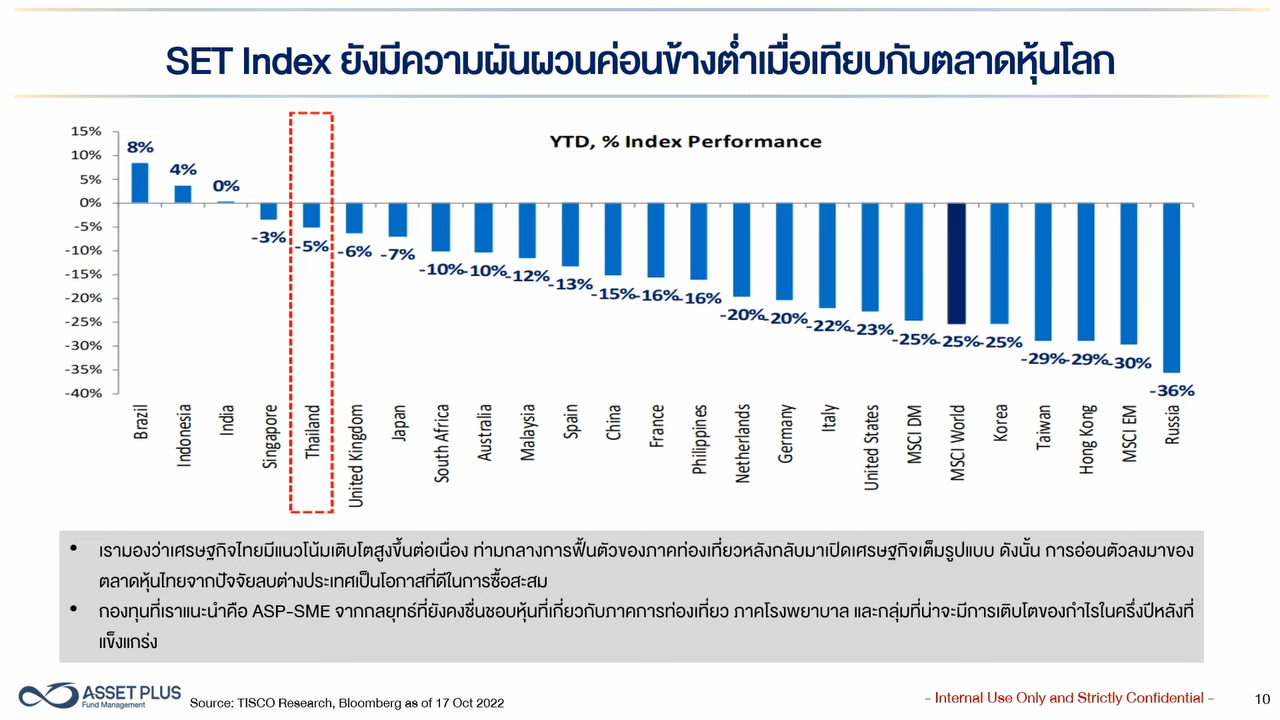 SET Index ยังมีความผันผวนค่อนข้างต่ำเมื่อเทียบกับตลาดหุ้นโลก
YTD, % Index Performance
15%
10%
5%
0%
-5%
-10%
-15%
-20%
-25%
-30%
-35%
-40%
8%
4%
0%
-3%
-5%
-6%
-7%
-10%
-10%
-12%
-13%
-15%
-16%
-16%
-20%
-20%
-22%
-23%
-25%
-25%
-25%
-29%
-29%
-30%
-36%
Brazil
Indonesia
India
Singapore
Thailand
United Kingdom
Japan
South Africa
Australia
Malaysia
Spain
China
France
Philippines
Netherlands
Germany
Italy
United States
MSCI DM
MSCI World
Korea
Taiwan
Hong Kong
MSCI EM
Russia
• เรามองว่าเศรษฐกิจไทยมีแนวโน้มเติบโตสูงขึ้นต่อเนื่อง ท่ามกลางการฟื้นตัวของภาคท่องเที่ยวหลังกลับมาเปิดเศรษฐกิจเต็มรูปแบบ ดังนั้น การอ่อนตัวลงมาของ
ตลาดหุ้นไทยจากปัจจัยลบต่างประเทศเป็นโอกาสที่ดีในการซื้อสะสม
• กองทุนที่เราแนะนำคือ ASP-SME จากกลยุทธ์ที่ยังคงชื่นชอบหุ้นที่เกี่ยวกับภาคการท่องเที่ยว ภาคโรงพยาบาล และกลุ่มที่น่าจะมีการเติบโตของกำไรในครึ่งปีหลังที่
แข็งแกร่ง
ASSET PLUS
Fund Management
Source: TISCO Research, Bloomberg as of 17 Oct 2022
- Internal Use Only and Strictly Confidential -
10